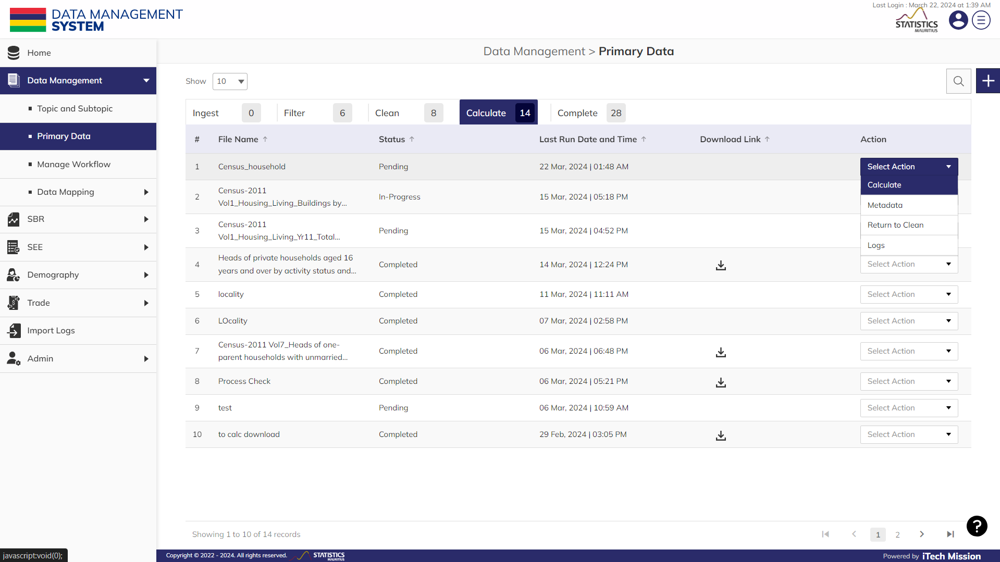 Last Login : March 22, 2024 at 1:39 AM
DATA MANAGEMENT
SYSTEM
STATISTICS
MAURITIUS
Home
Data Management
Topic and Subtopic
Primary Data
Manage Workflow
Data Mapping
SBR
SEE
Demography
Trade
Import Logs
Admin
Data Management > Primary Data
Show 10
Ingest 0 Filter 6 Clean 8 Calculate 14 Complete 28
# File Name Status Last Run Date and Time Download Link Action
1 Census_household Pending 22 Mar, 2024 | 01:48 AM Select Action
Calculate
Metadata
Return to Clean
Logs
2 Census-2011
Vol1_Housing_Living_Buildings by... In-Progress 15 Mar, 2024 | 05:18 PM
3 Census-2011
Vol1_Housing_Living_Yr11_Total... Pending 15 Mar, 2024 | 04:52 PM
4 Heads of private households aged 16
years and over by activity status and... Completed 14 Mar, 2024 | 12:24 PM Select Action
5 locality Completed 11 Mar, 2024 | 11:11 AM Select Action
6 LOcality Completed 07 Mar, 2024 | 02:58 PM Select Action
7 Census-2011 Vol7_Heads of one-
parent households with unmarried... Completed 06 Mar, 2024 | 06:48 PM Select Action
8 Process Check Completed 06 Mar, 2024 | 05:21 PM Select Action
9 test Pending 06 Mar, 2024 | 10:59 AM Select Action
10 to calc download Completed 29 Feb, 2024 | 03:05 PM Select Action
Showing 1 to 10 of 14 records
1 2
?
javascript:void(0);
Copyright © 2022 - 2024. All rights reserved. STATISTICS
MAURITIUS
Powered by iTech Mission